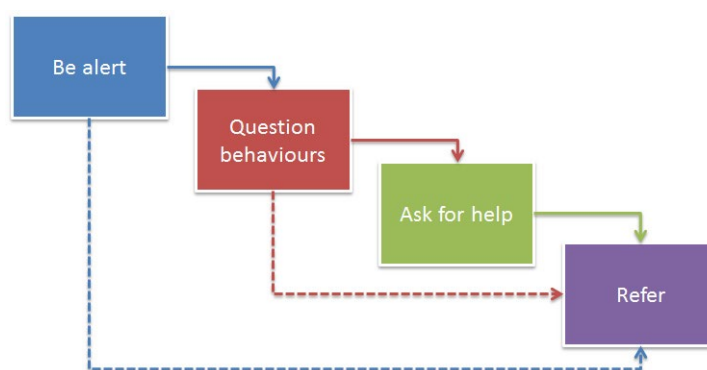 Be alert
Question
behaviours
Ask for help
Refer